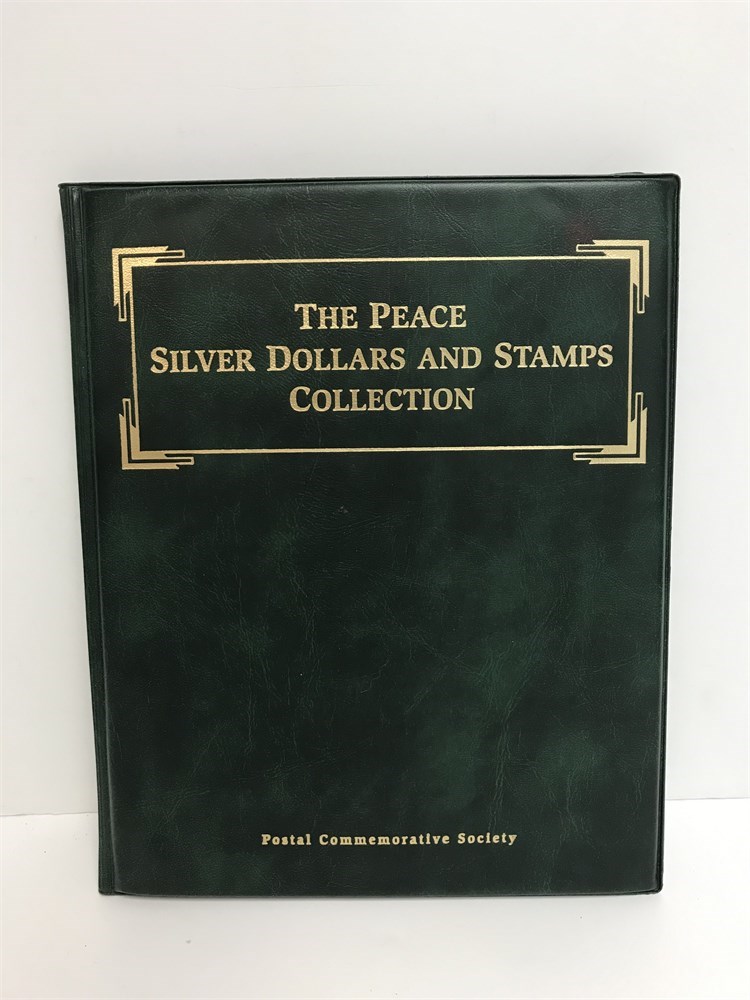 THE PEACE
SILVER DOLLARS AND STAMPS
COLLECTION
Postal Commemorative Society